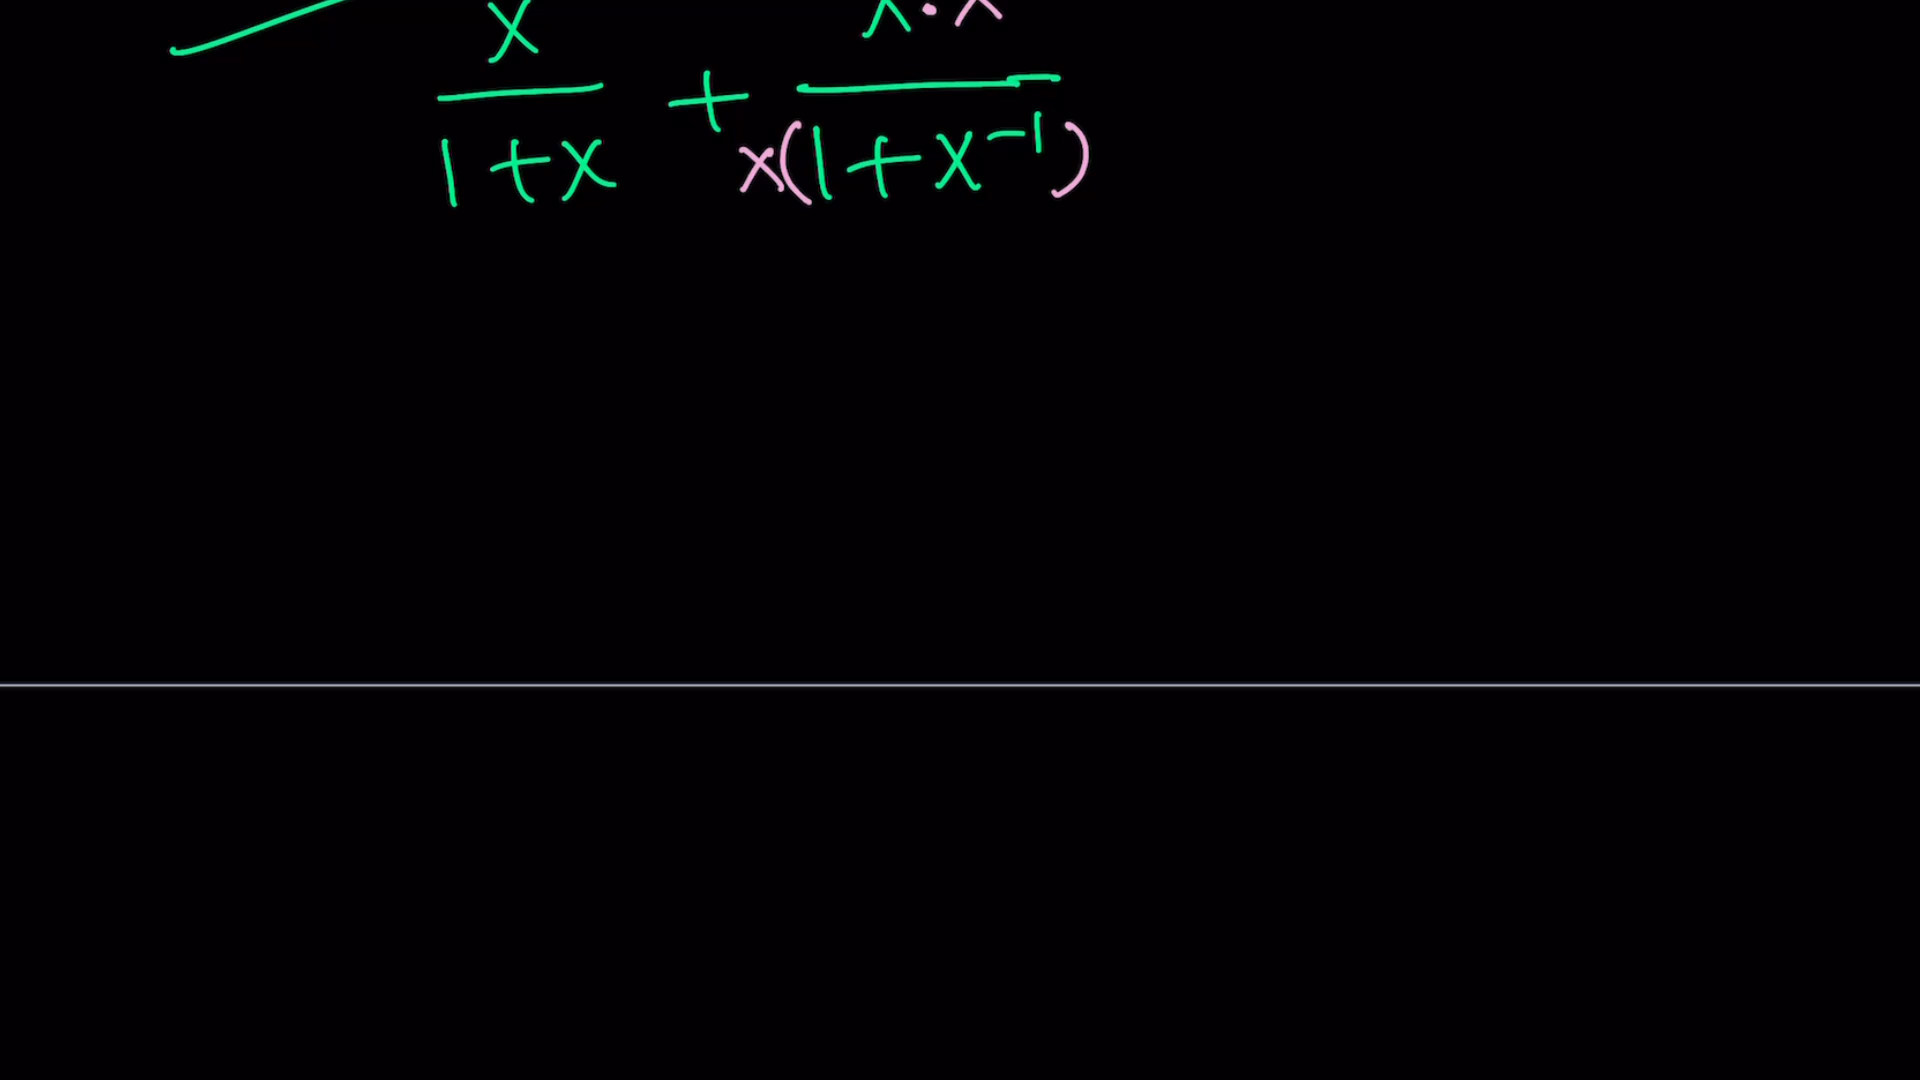 x/(1+x) + x·x/(x(1+x⁻¹))